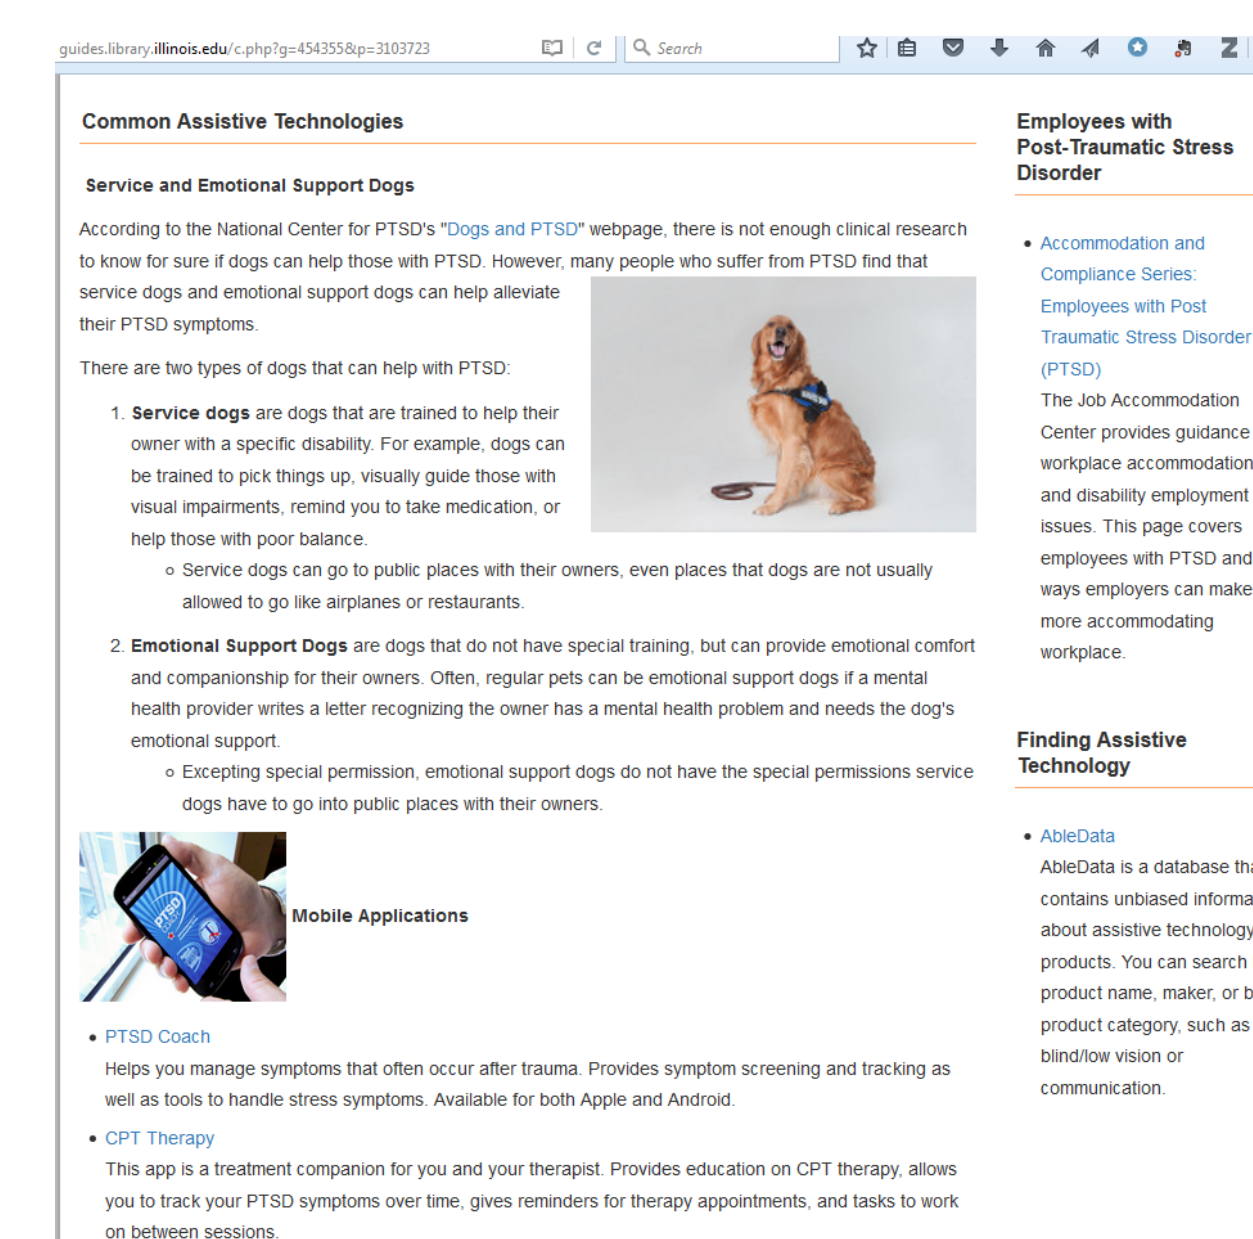 guides.library.illinois.edu/c.php?g=454355&p=3103723
Search
Common Assistive Technologies
Service and Emotional Support Dogs
According to the National Center for PTSD's "Dogs and PTSD" webpage, there is not enough clinical research
to know for sure if dogs can help those with PTSD. However, many people who suffer from PTSD find that
service dogs and emotional support dogs can help alleviate
their PTSD symptoms.
There are two types of dogs that can help with PTSD:
1. Service dogs are dogs that are trained to help their
owner with a specific disability. For example, dogs can
be trained to pick things up, visually guide those with
visual impairments, remind you to take medication, or
help those with poor balance.
Service dogs can go to public places with their owners, even places that dogs are not usually
allowed to go like airplanes or restaurants.
2. Emotional Support Dogs are dogs that do not have special training, but can provide emotional comfort
and companionship for their owners. Often, regular pets can be emotional support dogs if a mental
health provider writes a letter recognizing the owner has a mental health problem and needs the dog's
emotional support.
Excepting special permission, emotional support dogs do not have the special permissions service
dogs have to go into public places with their owners.
PTSD
COACH
Mobile Applications
PTSD Coach
Helps you manage symptoms that often occur after trauma. Provides symptom screening and tracking as
well as tools to handle stress symptoms. Available for both Apple and Android.
CPT Therapy
This app is a treatment companion for you and your therapist. Provides education on CPT therapy, allows
you to track your PTSD symptoms over time, gives reminders for therapy appointments, and tasks to work
on between sessions.
Employees with
Post-Traumatic Stress
Disorder
Accommodation and
Compliance Series:
Employees with Post
Traumatic Stress Disorder
(PTSD)
The Job Accommodation
Center provides guidance
workplace accommodation
and disability employment
issues. This page covers
employees with PTSD and
ways employers can make
more accommodating
workplace.
Finding Assistive
Technology
AbleData
AbleData is a database tha
contains unbiased informa
about assistive technology
products. You can search
product name, maker, or b
product category, such as
blind/low vision or
communication.